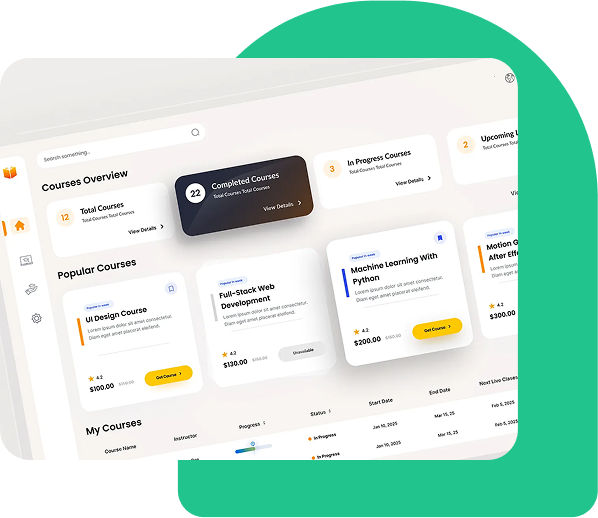 Search something...
Courses Overview
12
Total Courses
Total Courses Total Courses
View Details
22
Completed Courses
Total Courses Total Courses
View Details
3
In Progress Courses
Total Courses Total Courses
View Details
2
Upcoming
Total Courses Total Courses
Popular Courses
Popular in week
UI Design Course
Lorem ipsum dolor sit amet consectetur.
Diam eget amet placerat eleifend.
4.2
$100.00 $150.00
Get Course
Popular in week
Full-Stack Web
Development
Lorem ipsum dolor sit amet consectetur.
Diam eget amet placerat eleifend.
4.2
$130.00 $150.00
Unavailable
Popular in week
Machine Learning With
Python
Lorem ipsum dolor sit amet consectetur.
Diam eget amet placerat eleifend.
4.2
$200.00
Get Course
Popular in week
Motion G
After Effe
Lorem ipsum dolor
Diam eget amet
4.2
$300.00
My Courses
Course Name Instructor Progress Status Start Date End Date Next Live Classes
In Progress Jan 10, 2025 Mar 15, 25 Feb 5, 2025
In Progress Jan 10, 2025 Mar 15, 25 Feb 5, 2025